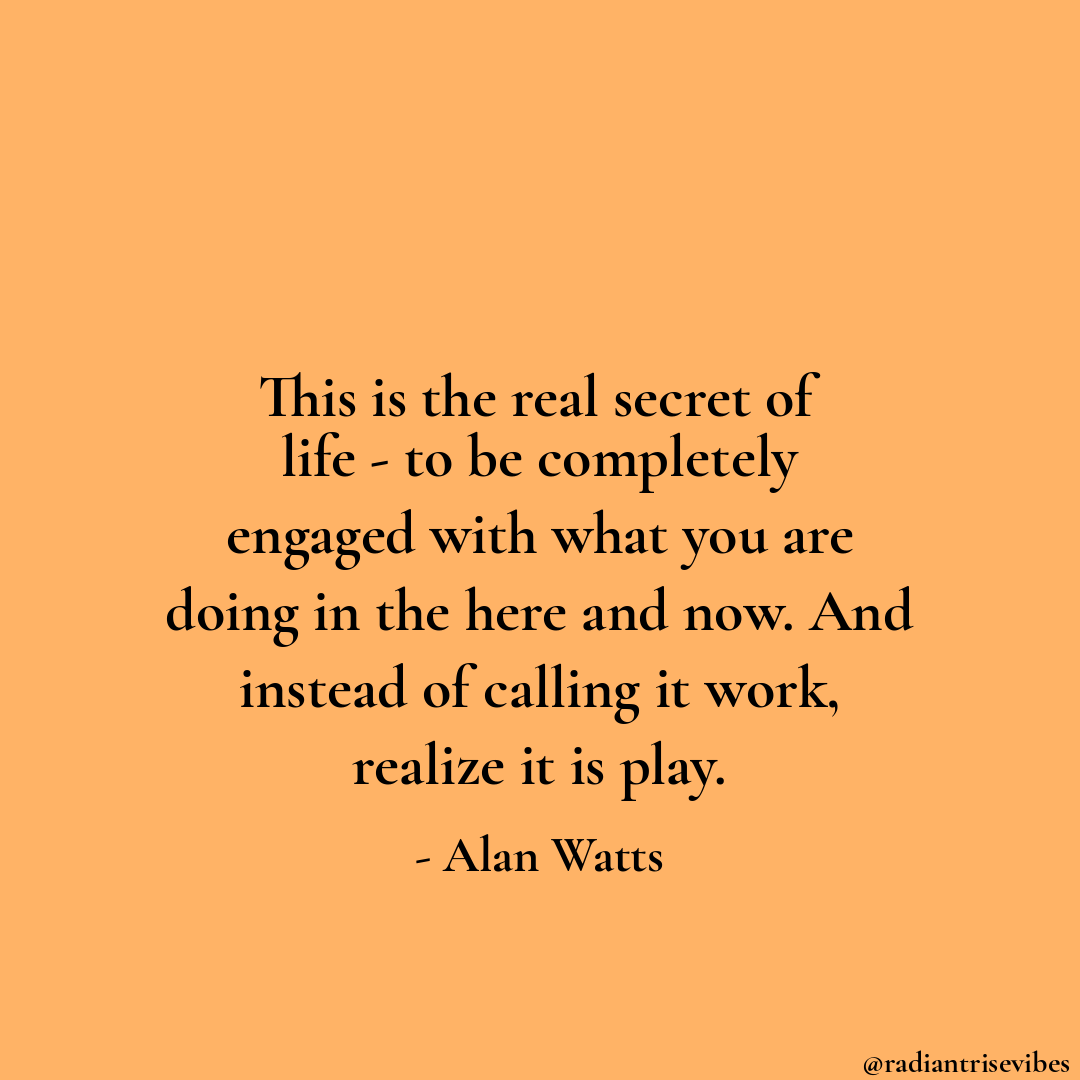 This is the real secret of
life - to be completely
engaged with what you are
doing in the here and now. And
instead of calling it work,
realize it is play.
- Alan Watts
@radiantrisevibes